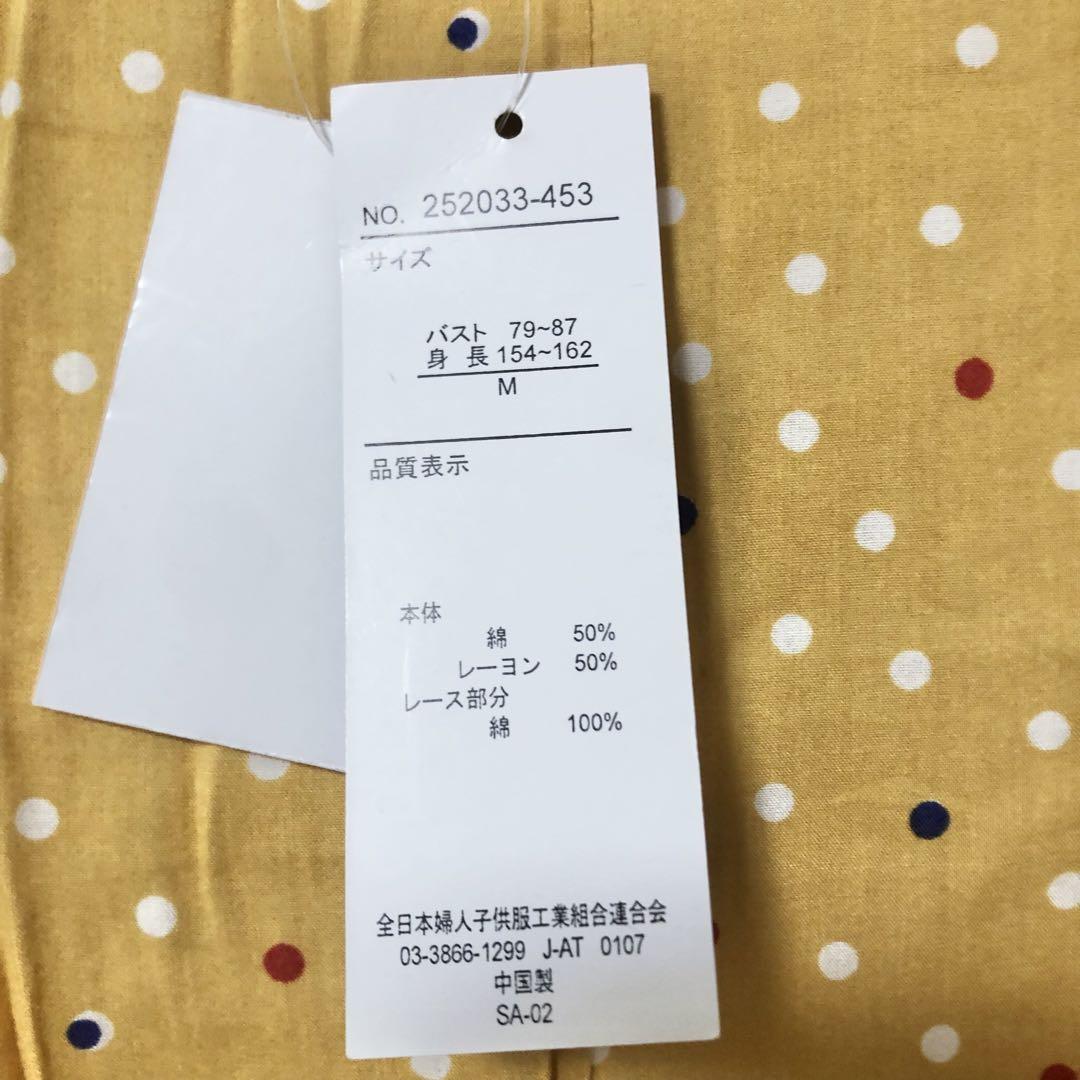 NO. 252033-453
サイズ
バスト 79~87
身 長 154~162
M
品質表示
本体
綿 50%
レーヨン 50%
レース部分
綿 100%
全日本婦人子供服工業組合連合会
03-3866-1299 J-AT 0107
中国製
SA-02